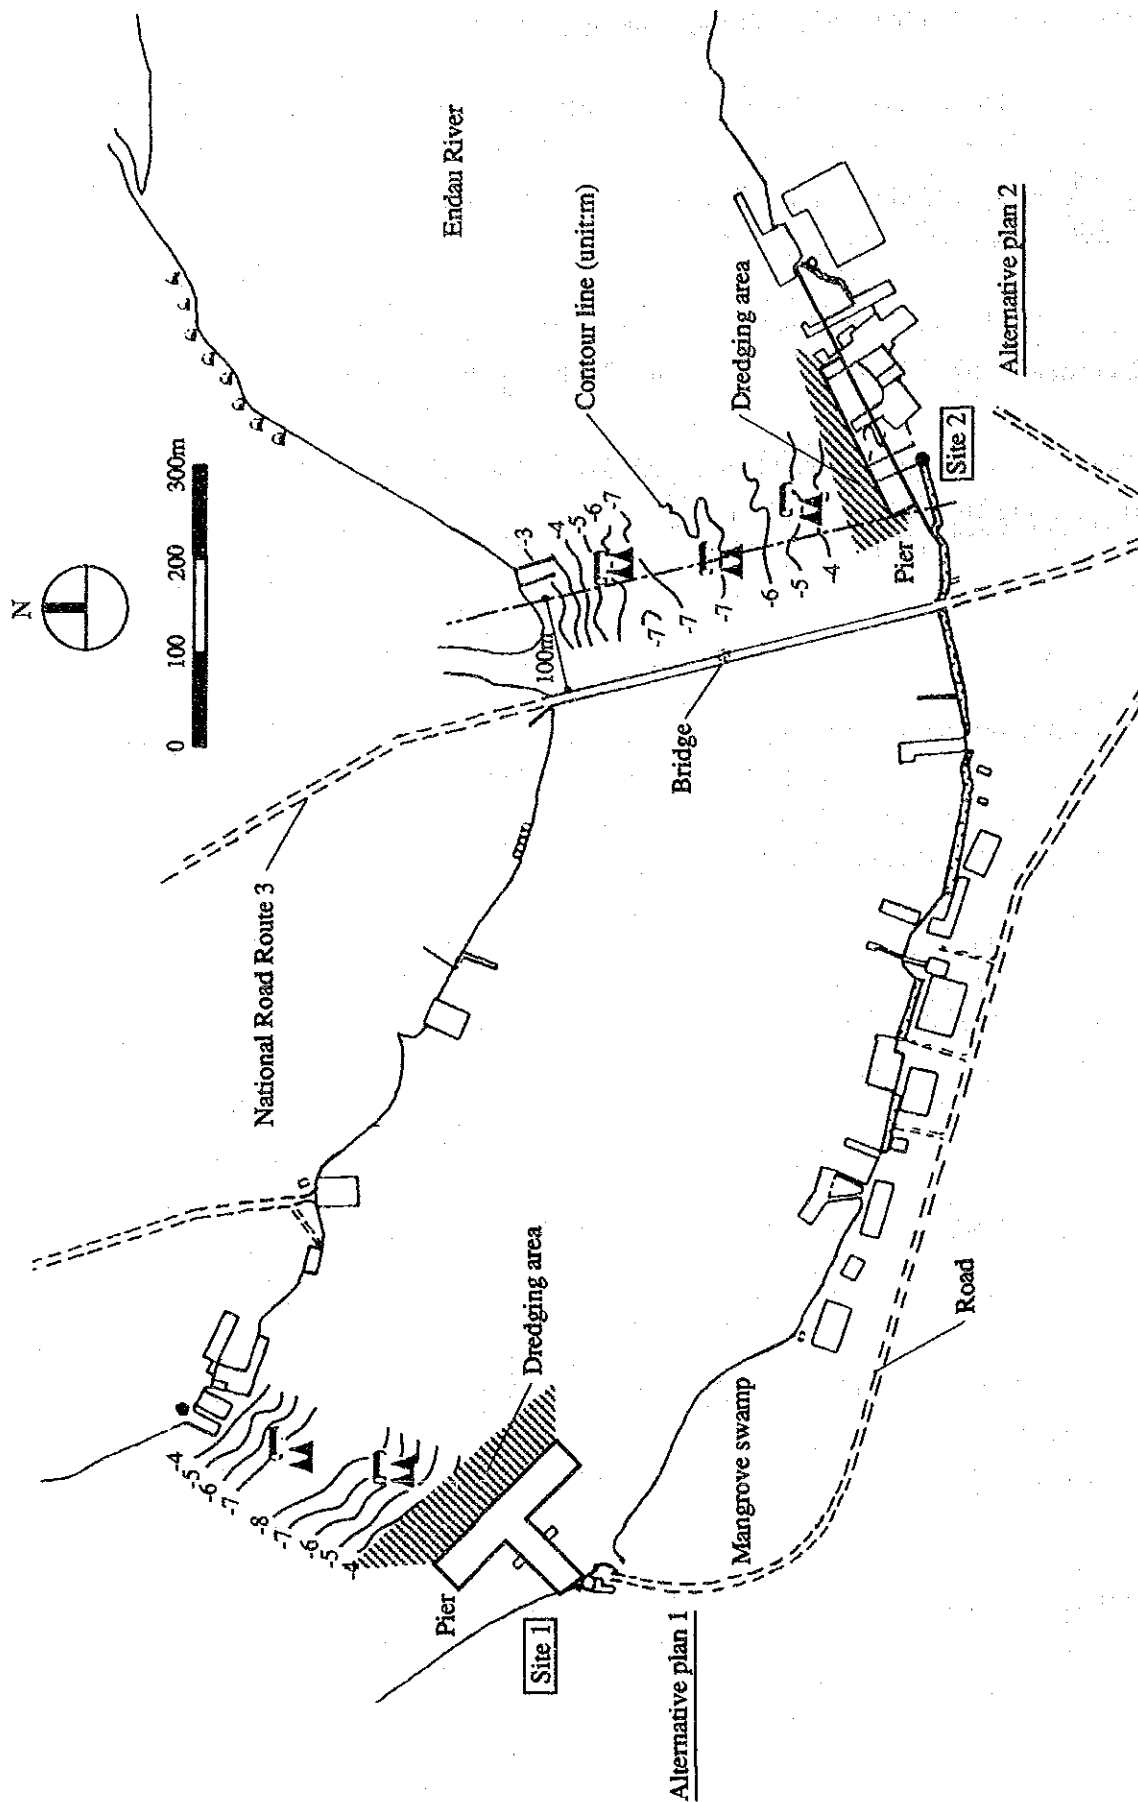 N
0 100 200 300m
National Road Route 3
Endau River
Contour line (unit:m)
100m
-3
-4
-5
-6
-7
-7
-7
-7
-6
-5
-4
Bridge
Dredging area
Pier
Site 2
Alternative plan 2
-4
-5
-6
-7
-8
-7
-6
-5
-4
Dredging area
Pier
Site 1
Alternative plan 1
Mangrove swamp
Road